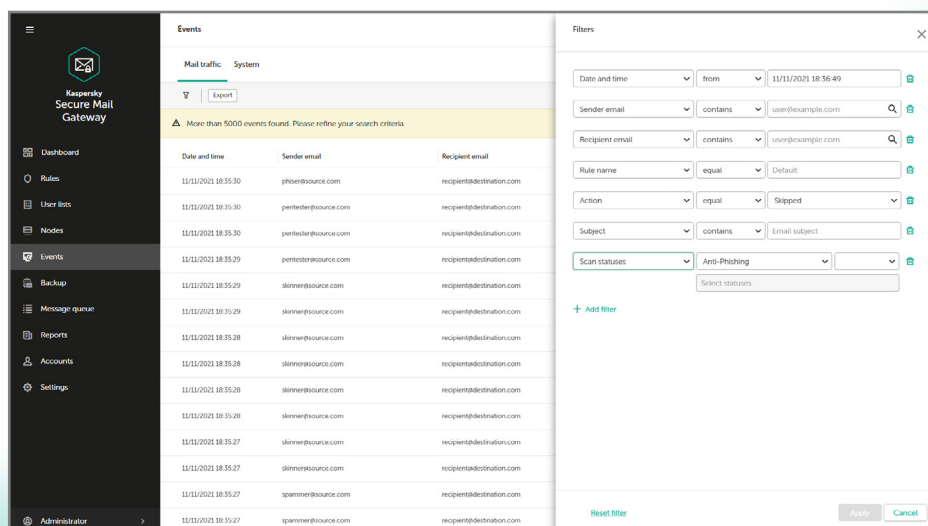 Kaspersky
Secure Mail
Gateway
Dashboard
Rules
User lists
Nodes
Events
Backup
Message queue
Reports
Accounts
Settings
Administrator
Events
Mail traffic System
Export
More than 5000 events found. Please refine your search criteria.
Date and time Sender email Recipient email
11/11/2021 18:35:30 phiser@source.com recipient@destination.com
11/11/2021 18:35:30 pentester@source.com recipient@destination.com
11/11/2021 18:35:30 pentester@source.com recipient@destination.com
11/11/2021 18:35:29 pentester@source.com recipient@destination.com
11/11/2021 18:35:29 skinner@source.com recipient@destination.com
11/11/2021 18:35:29 skinner@source.com recipient@destination.com
11/11/2021 18:35:28 skinner@source.com recipient@destination.com
11/11/2021 18:35:28 skinner@source.com recipient@destination.com
11/11/2021 18:35:28 skinner@source.com recipient@destination.com
11/11/2021 18:35:28 skinner@source.com recipient@destination.com
11/11/2021 18:35:27 skinner@source.com recipient@destination.com
11/11/2021 18:35:27 skinner@source.com recipient@destination.com
11/11/2021 18:35:27 spammer@source.com recipient@destination.com
11/11/2021 18:35:27 spammer@source.com recipient@destination.com
Filters
Date and time from 11/11/2021 18:36:49
Sender email contains user@example.com
Recipient email contains user@example.com
Rule name equal Default
Action equal Skipped
Subject contains Email subject
Scan statuses Anti-Phishing
Select statuses
+ Add filter
Reset filter Apply Cancel